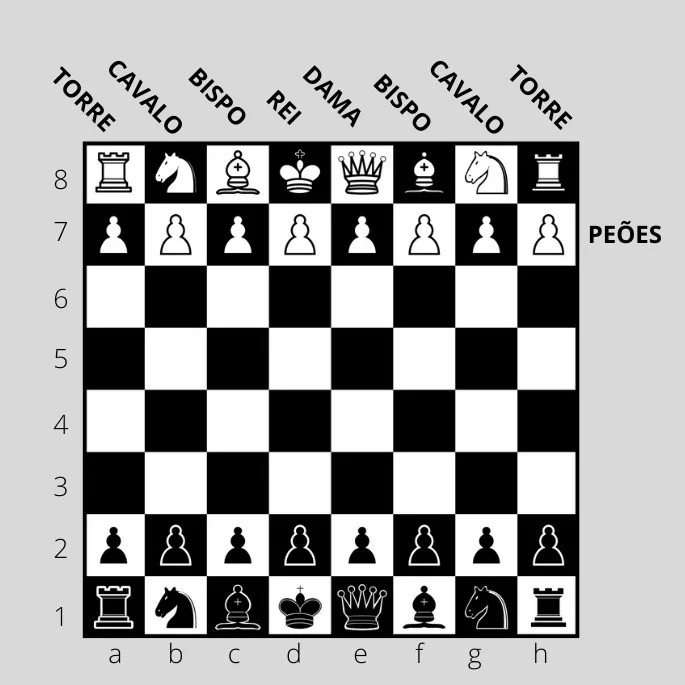 TORRE
CAVALO
BISPO
REI
DAMA
BISPO
CAVALO
TORRE
8
7
PEÕES
6
5
4
3
2
1
a b c d e f g h